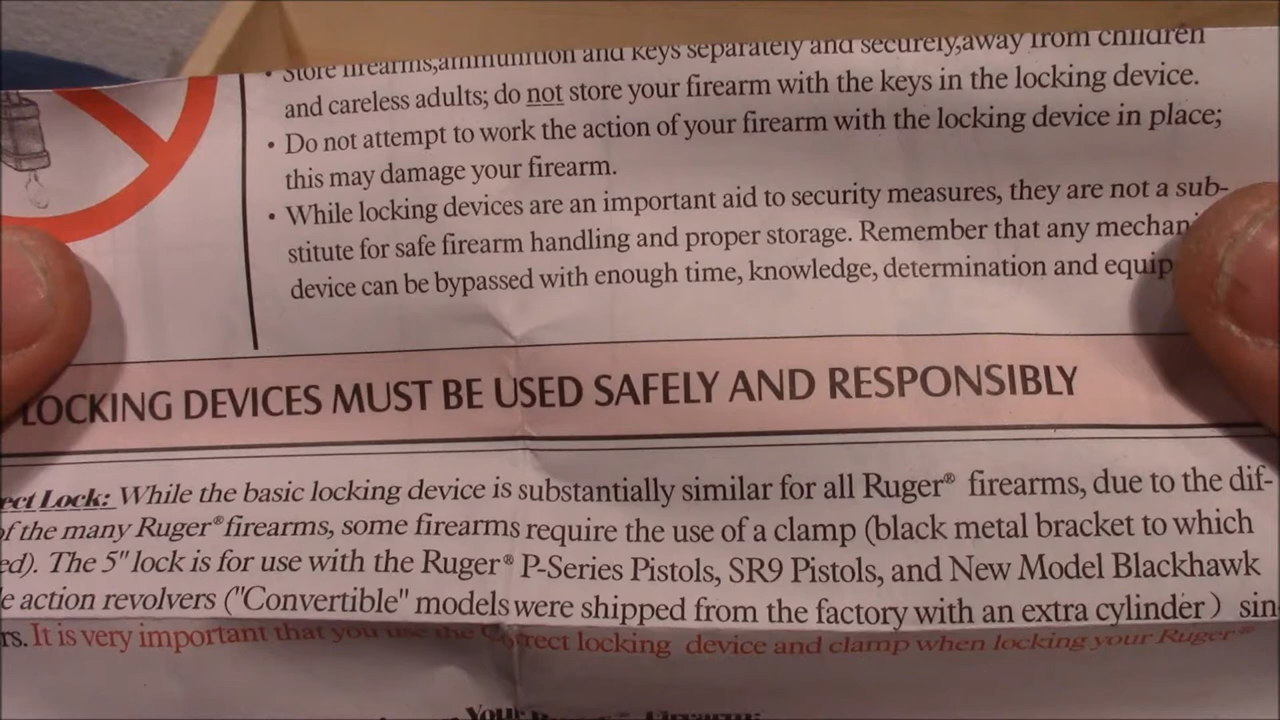 • Store firearms,ammunition and keys separately and securely,away from children
and careless adults; do not store your firearm with the keys in the locking device.
• Do not attempt to work the action of your firearm with the locking device in place;
this may damage your firearm.
• While locking devices are an important aid to security measures, they are not a sub-
stitute for safe firearm handling and proper storage. Remember that any mechan
device can be bypassed with enough time, knowledge, determination and equip
LOCKING DEVICES MUST BE USED SAFELY AND RESPONSIBLY
ect Lock: While the basic locking device is substantially similar for all Ruger® firearms, due to the dif-
of the many Ruger® firearms, some firearms require the use of a clamp (black metal bracket to which
ed). The 5" lock is for use with the Ruger® P-Series Pistols, SR9 Pistols, and New Model Blackhawk
e action revolvers ("Convertible" models were shipped from the factory with an extra cylinder) sin
rs. It is very important that you use the Correct locking device and clamp when locking your Ruger®
Your